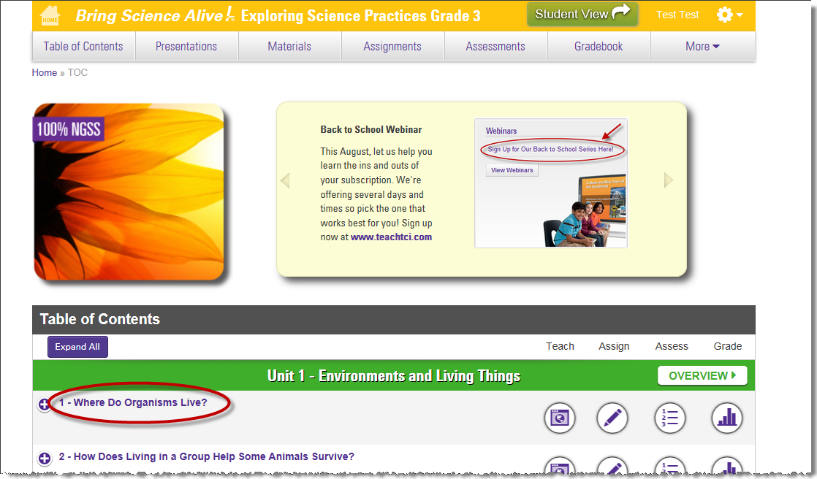 HOME
Bring Science Alive! Exploring Science Practices Grade 3
Student View
Test Test
Table of Contents
Presentations
Materials
Assignments
Assessments
Gradebook
More
Home » TOC
100% NGSS
Back to School Webinar
This August, let us help you
learn the ins and outs of
your subscription. We're
offering several days and
times so pick the one that
works best for you! Sign up
now at www.teachtci.com
Webinars
Sign Up for Our Back to School Series Here!
View Webinars
Table of Contents
Expand All
Teach
Assign
Assess
Grade
Unit 1 - Environments and Living Things
OVERVIEW
1 - Where Do Organisms Live?
1
2
3
2 - How Does Living in a Group Help Some Animals Survive?